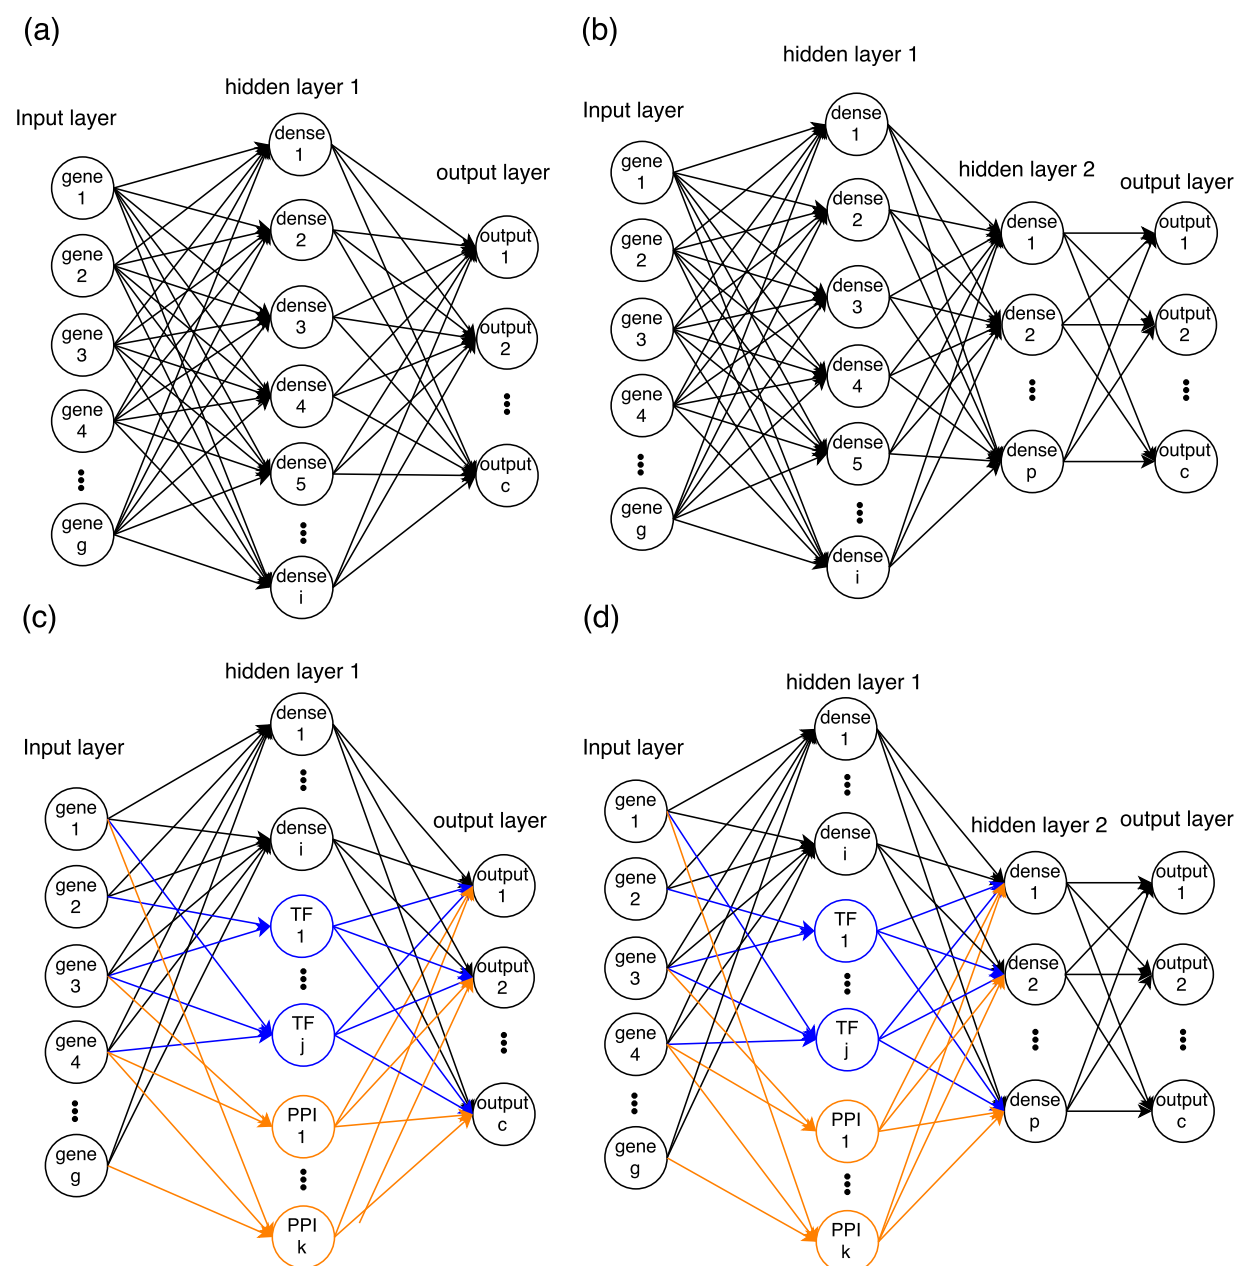 (a)
hidden layer 1
Input layer
output layer
gene
1
gene
2
gene
3
gene
4
gene
g
dense
1
dense
2
dense
3
dense
4
dense
5
dense
i
output
1
output
2
output
c
(b)
hidden layer 1
Input layer
hidden layer 2
output layer
gene
1
gene
2
gene
3
gene
4
gene
g
dense
1
dense
2
dense
3
dense
4
dense
5
dense
i
dense
1
dense
2
dense
p
output
1
output
2
output
c
(c)
hidden layer 1
Input layer
output layer
gene
1
gene
2
gene
3
gene
4
gene
g
dense
1
dense
i
TF
1
TF
j
PPI
1
PPI
k
output
1
output
2
output
c
(d)
hidden layer 1
Input layer
hidden layer 2
output layer
gene
1
gene
2
gene
3
gene
4
gene
g
dense
1
dense
i
TF
1
TF
j
PPI
1
PPI
k
dense
1
dense
2
dense
p
output
1
output
2
output
c